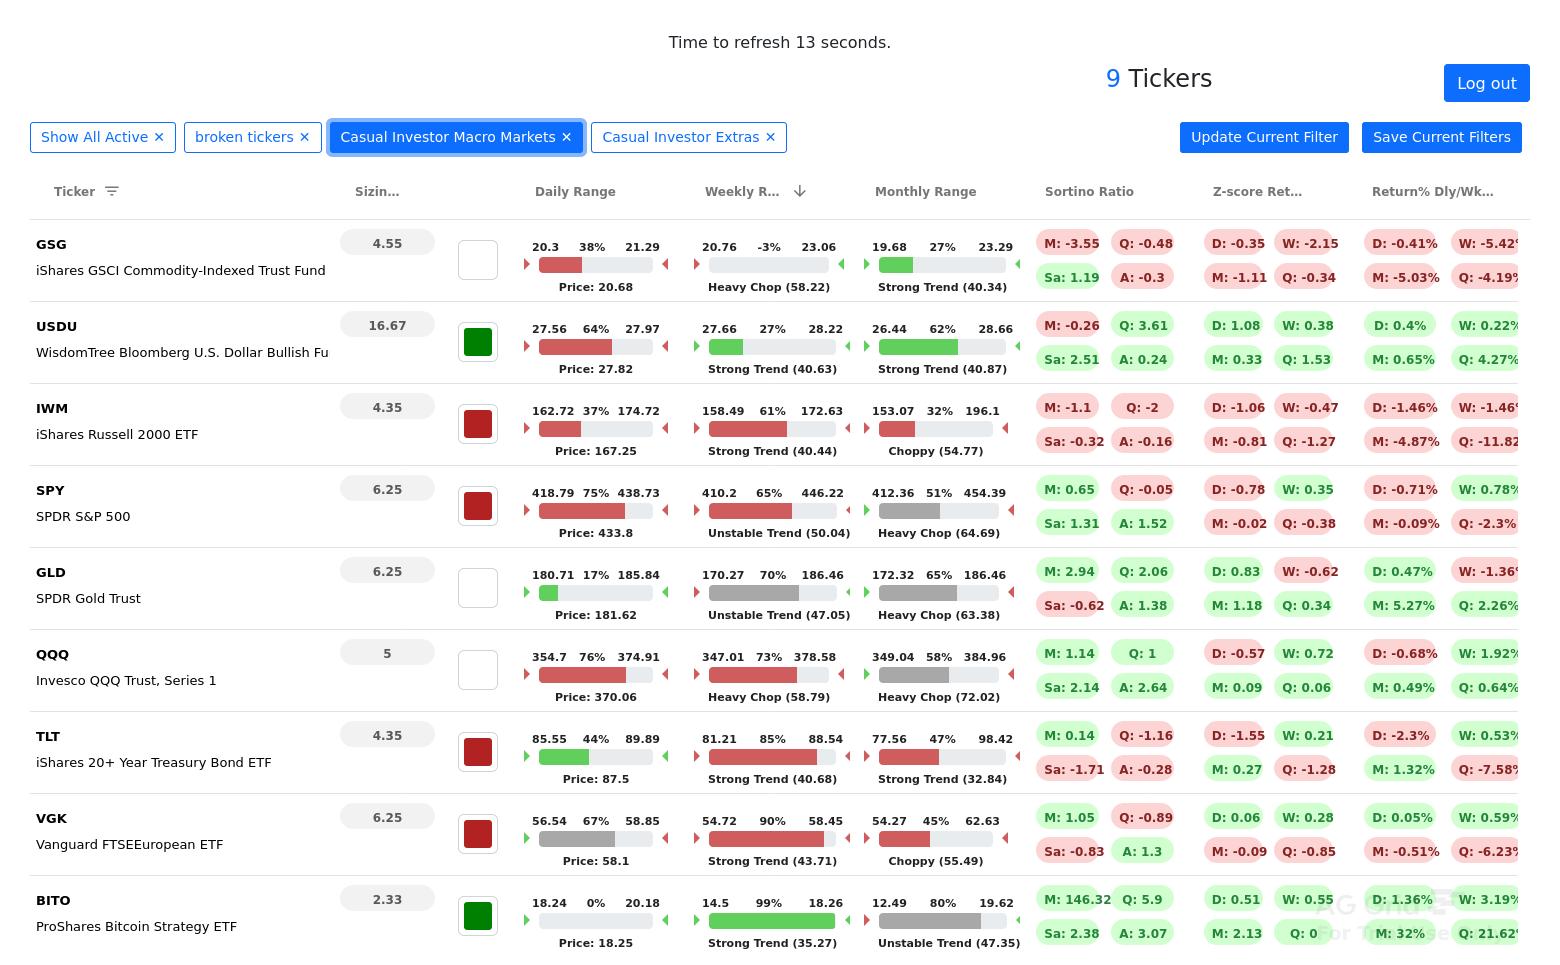 Time to refresh 13 seconds.
9 Tickers
Log out
Show All Active ✕ broken tickers ✕ Casual Investor Macro Markets ✕ Casual Investor Extras ✕ Update Current Filter Save Current Filters
Ticker Sizin... Daily Range Weekly R... Monthly Range Sortino Ratio Z-score Ret... Return% Dly/Wk...
GSG 4.55 20.3 38% 21.29 20.76 -3% 23.06 19.68 27% 23.29 M: -3.55 Q: -0.48 D: -0.35 W: -2.15 D: -0.41% W: -5.42%
iShares GSCI Commodity-Indexed Trust Fund Price: 20.68 Heavy Chop (58.22) Strong Trend (40.34) Sa: 1.19 A: -0.3 M: -1.11 Q: -0.34 M: -5.03% Q: -4.19%
USDU 16.67 27.56 64% 27.97 27.66 27% 28.22 26.44 62% 28.66 M: -0.26 Q: 3.61 D: 1.08 W: 0.38 D: 0.4% W: 0.22%
WisdomTree Bloomberg U.S. Dollar Bullish Fu Price: 27.82 Strong Trend (40.63) Strong Trend (40.87) Sa: 2.51 A: 0.24 M: 0.33 Q: 1.53 M: 0.65% Q: 4.27%
IWM 4.35 162.72 37% 174.72 158.49 61% 172.63 153.07 32% 196.1 M: -1.1 Q: -2 D: -1.06 W: -0.47 D: -1.46% W: -1.46%
iShares Russell 2000 ETF Price: 167.25 Strong Trend (40.44) Choppy (54.77) Sa: -0.32 A: -0.16 M: -0.81 Q: -1.27 M: -4.87% Q: -11.82
SPY 6.25 418.79 75% 438.73 410.2 65% 446.22 412.36 51% 454.39 M: 0.65 Q: -0.05 D: -0.78 W: 0.35 D: -0.71% W: 0.78%
SPDR S&P 500 Price: 433.8 Unstable Trend (50.04) Heavy Chop (64.69) Sa: 1.31 A: 1.52 M: -0.02 Q: -0.38 M: -0.09% Q: -2.3%
GLD 6.25 180.71 17% 185.84 170.27 70% 186.46 172.32 65% 186.46 M: 2.94 Q: 2.06 D: 0.83 W: -0.62 D: 0.47% W: -1.36%
SPDR Gold Trust Price: 181.62 Unstable Trend (47.05) Heavy Chop (63.38) Sa: -0.62 A: 1.38 M: 1.18 Q: 0.34 M: 5.27% Q: 2.26%
QQQ 5 354.7 76% 374.91 347.01 73% 378.58 349.04 58% 384.96 M: 1.14 Q: 1 D: -0.57 W: 0.72 D: -0.68% W: 1.92%
Invesco QQQ Trust, Series 1 Price: 370.06 Heavy Chop (58.79) Heavy Chop (72.02) Sa: 2.14 A: 2.64 M: 0.09 Q: 0.06 M: 0.49% Q: 0.64%
TLT 4.35 85.55 44% 89.89 81.21 85% 88.54 77.56 47% 98.42 M: 0.14 Q: -1.16 D: -1.55 W: 0.21 D: -2.3% W: 0.53%
iShares 20+ Year Treasury Bond ETF Price: 87.5 Strong Trend (40.68) Strong Trend (32.84) Sa: -1.71 A: -0.28 M: 0.27 Q: -1.28 M: 1.32% Q: -7.58%
VGK 6.25 56.54 67% 58.85 54.72 90% 58.45 54.27 45% 62.63 M: 1.05 Q: -0.89 D: 0.06 W: 0.28 D: 0.05% W: 0.59%
Vanguard FTSEEuropean ETF Price: 58.1 Strong Trend (43.71) Choppy (55.49) Sa: -0.83 A: 1.3 M: -0.09 Q: -0.85 M: -0.51% Q: -6.23%
BITO 2.33 18.24 0% 20.18 14.5 99% 18.26 12.49 80% 19.62 M: 146.32 Q: 5.9 D: 0.51 W: 0.55 D: 1.36% W: 3.19%
ProShares Bitcoin Strategy ETF Price: 18.25 Strong Trend (35.27) Unstable Trend (47.35) Sa: 2.38 A: 3.07 M: 2.13 Q: 0 M: 32% Q: 21.62%
AG Grid